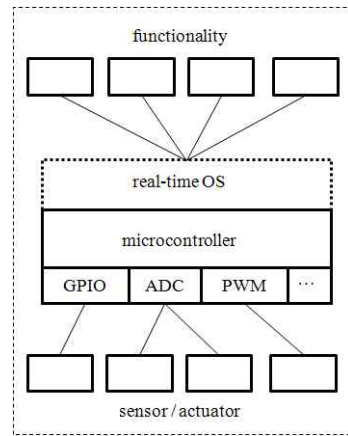 functionality
real-time OS
microcontroller
GPIO ADC PWM ...
sensor / actuator